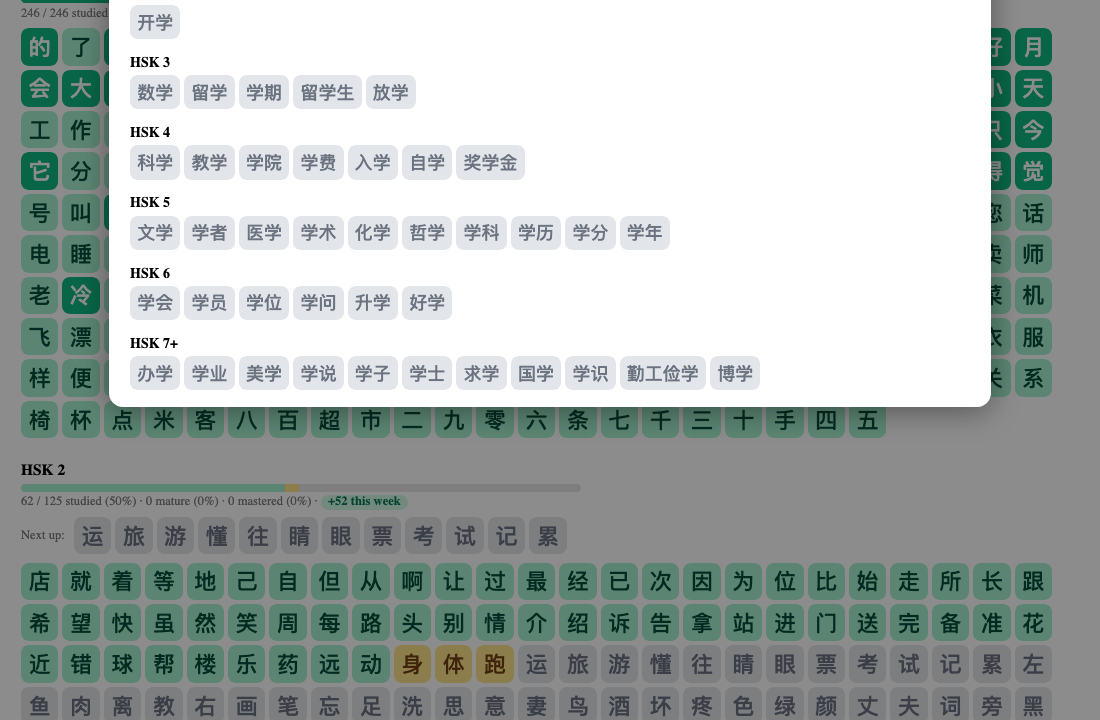 246 / 246 studied
开学
的 了 好 月
HSK 3
会 大 小 天
数学 留学 学期 留学生 放学
工 作 只 今
HSK 4
它 分 得 觉
科学 教学 学院 学费 入学 自学 奖学金
HSK 5
号 叫 您 话
文学 学者 医学 学术 化学 哲学 学科 学历 学分 学年
电 睡 卖 师
HSK 6
老 冷 菜 机
学会 学员 学位 学问 升学 好学
飞 漂 衣 服
HSK 7+
样 便 关 系
办学 学业 美学 学说 学子 学士 求学 国学 学识 勤工俭学 博学
椅 杯 点 米 客 八 百 超 市 二 九 零 六 条 七 千 三 十 手 四 五
HSK 2
62 / 125 studied (50%) · 0 mature (0%) · 0 mastered (0%) · +52 this week
Next up: 运 旅 游 懂 往 睛 眼 票 考 试 记 累
店 就 着 等 地 己 自 但 从 啊 让 过 最 经 已 次 因 为 位 比 始 走 所 长 跟
希 望 快 虽 然 笑 周 每 路 头 别 情 介 绍 诉 告 拿 站 进 门 送 完 备 准 花
近 错 球 帮 楼 乐 药 远 动 身 体 跑 运 旅 游 懂 往 睛 眼 票 考 试 记 累 左
鱼 肉 离 教 右 画 笔 忘 足 洗 思 意 妻 鸟 酒 坏 疼 色 绿 颜 丈 夫 词 旁 黑